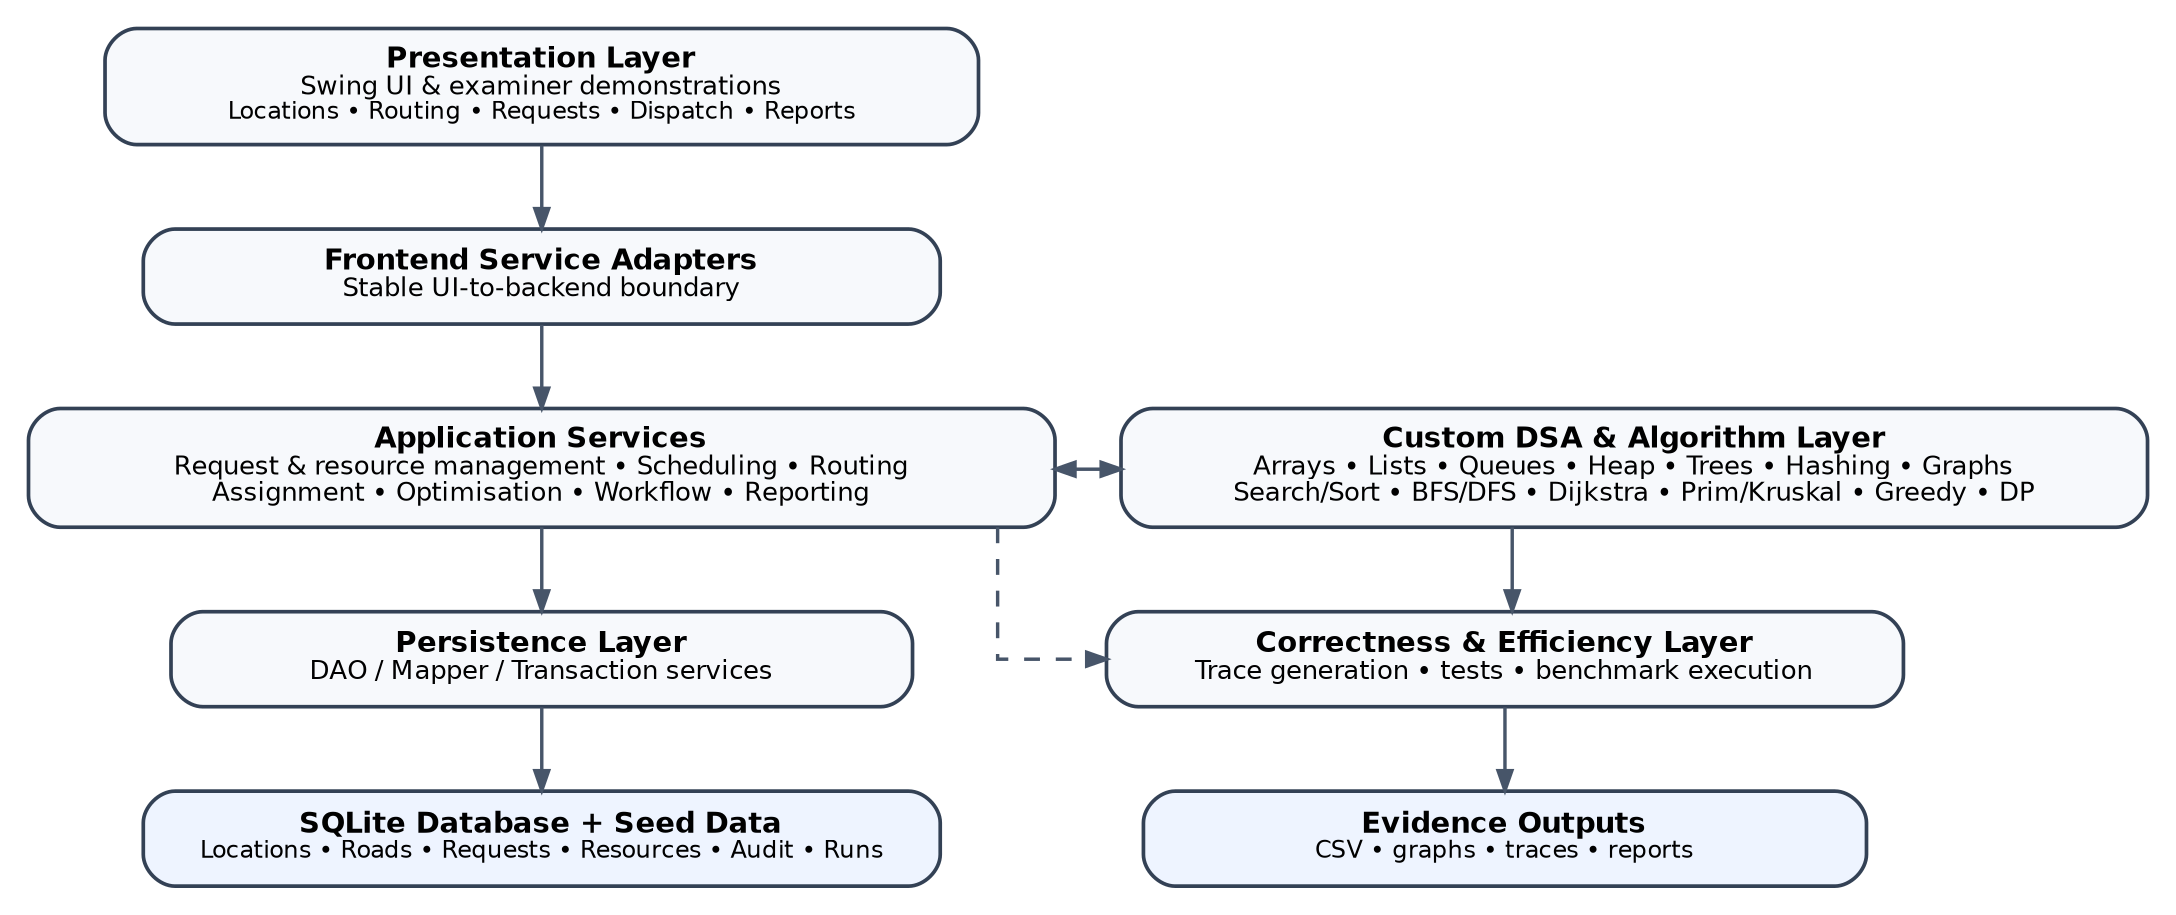 Presentation Layer
Swing UI & examiner demonstrations
Locations • Routing • Requests • Dispatch • Reports
Frontend Service Adapters
Stable UI-to-backend boundary
Application Services
Request & resource management • Scheduling • Routing
Assignment • Optimisation • Workflow • Reporting
Custom DSA & Algorithm Layer
Arrays • Lists • Queues • Heap • Trees • Hashing • Graphs
Search/Sort • BFS/DFS • Dijkstra • Prim/Kruskal • Greedy • DP
Persistence Layer
DAO / Mapper / Transaction services
Correctness & Efficiency Layer
Trace generation • tests • benchmark execution
SQLite Database + Seed Data
Locations • Roads • Requests • Resources • Audit • Runs
Evidence Outputs
CSV • graphs • traces • reports